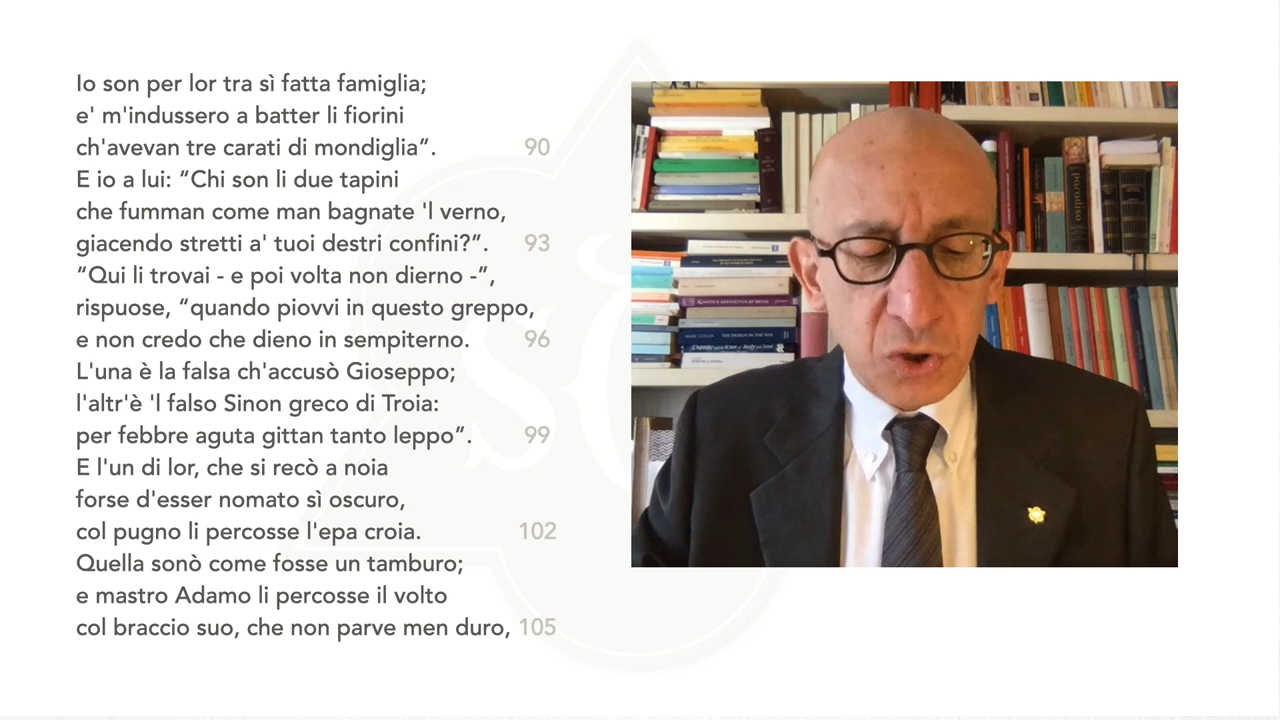 Io son per lor tra sì fatta famiglia;
e' m'indussero a batter li fiorini
ch'avevan tre carati di mondiglia”. 90
E io a lui: “Chi son li due tapini
che fumman come man bagnate 'l verno,
giacendo stretti a' tuoi destri confini?”. 93
“Qui li trovai - e poi volta non dierno -”,
rispuose, “quando piovvi in questo greppo,
e non credo che dieno in sempiterno. 96
L'una è la falsa ch'accusò Gioseppo;
l'altr'è 'l falso Sinon greco di Troia:
per febbre aguta gittan tanto leppo”. 99
E l'un di lor, che si recò a noia
forse d'esser nomato sì oscuro,
col pugno li percosse l'epa croia. 102
Quella sonò come fosse un tamburo;
e mastro Adamo li percosse il volto
col braccio suo, che non parve men duro, 105
paradiso